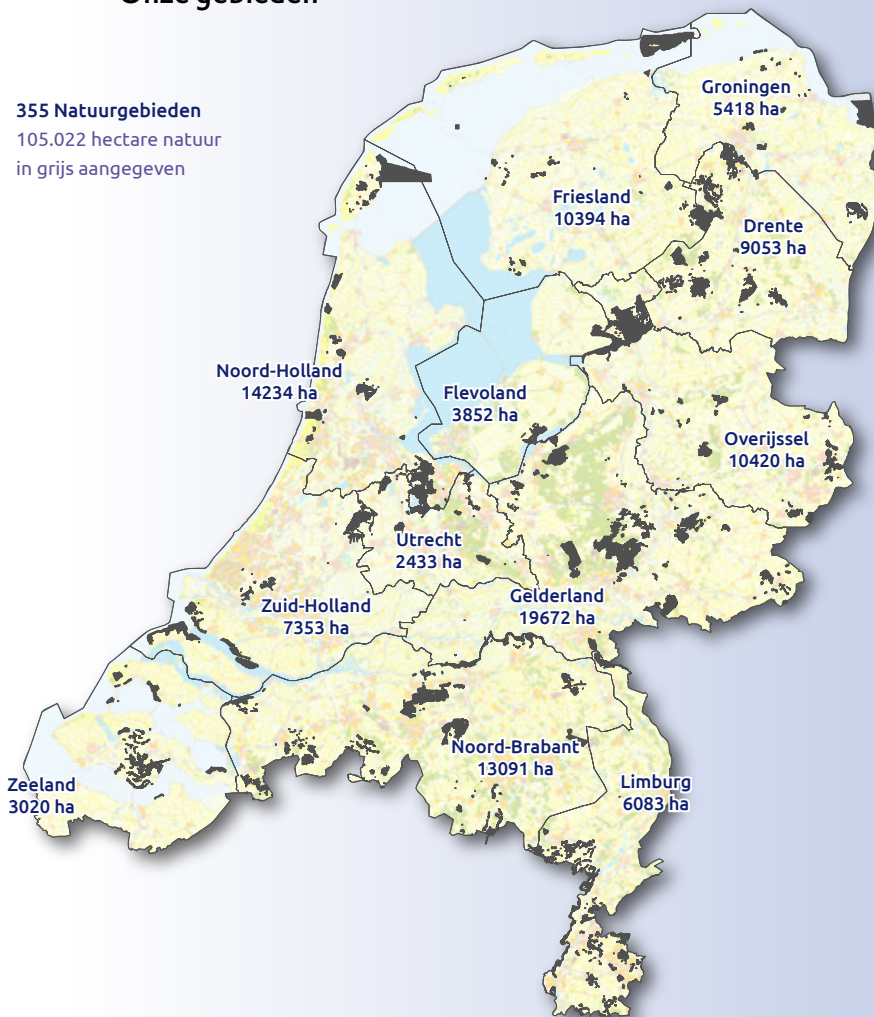 Onze gebieden
355 Natuurgebieden
105.022 hectare natuur
in grijs aangegeven
Groningen
5418 ha
Friesland
10394 ha
Drente
9053 ha
Noord-Holland
14234 ha
Flevoland
3852 ha
Overijssel
10420 ha
Utrecht
2433 ha
Gelderland
19672 ha
Zuid-Holland
7353 ha
Noord-Brabant
13091 ha
Zeeland
3020 ha
Limburg
6083 ha